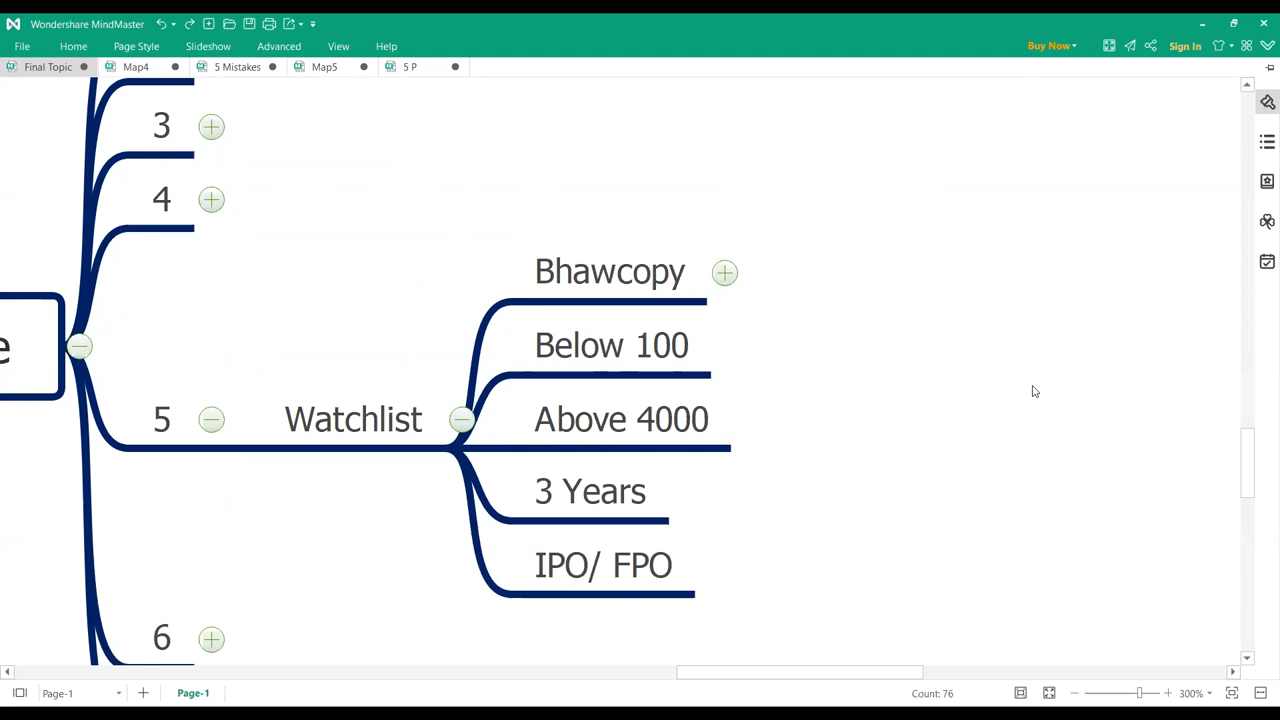 Wondershare MindMaster
File Home Page Style Slideshow Advanced View Help Buy Now Sign In
Final Topic Map4 5 Mistakes Map5 5 P
3
4
Bhawcopy
Below 100
e
5 Watchlist Above 4000
3 Years
IPO/ FPO
6
Page-1 Page-1 Count: 76 300%